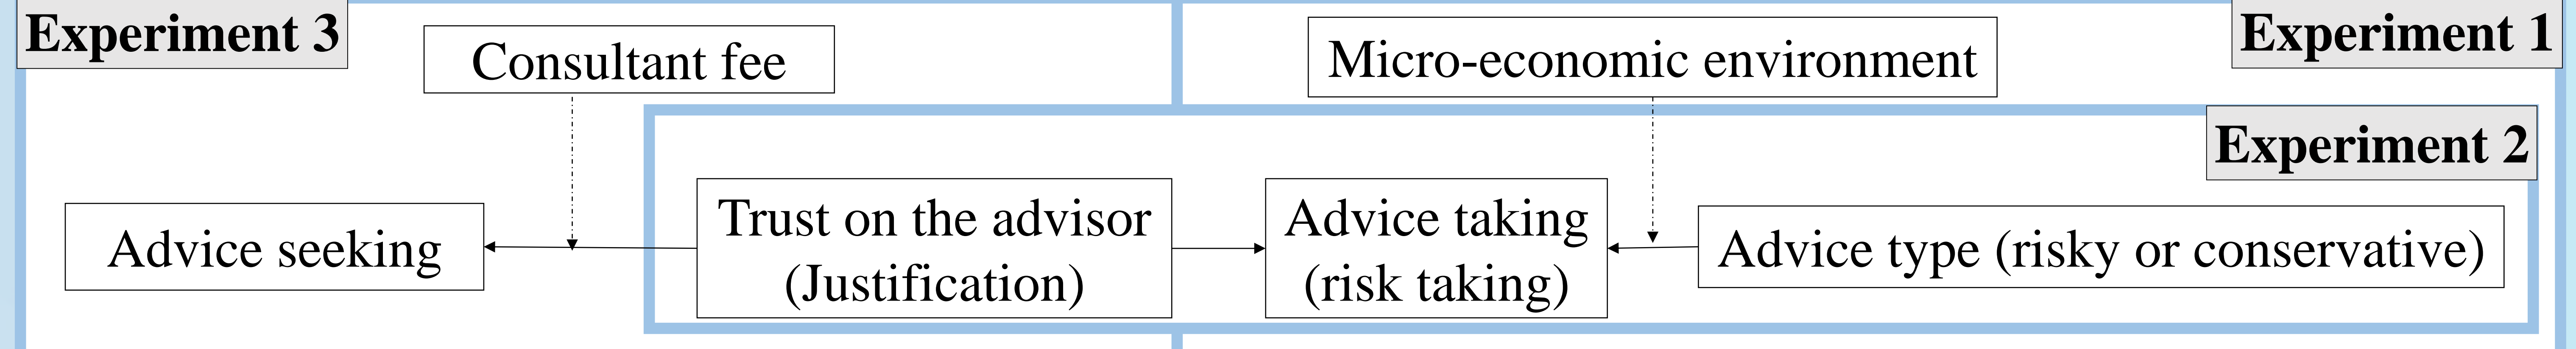 Experiment 3
Consultant fee
Micro-economic environment
Experiment 1
Experiment 2
Advice seeking
Trust on the advisor
(Justification)
Advice taking
(risk taking)
Advice type (risky or conservative)